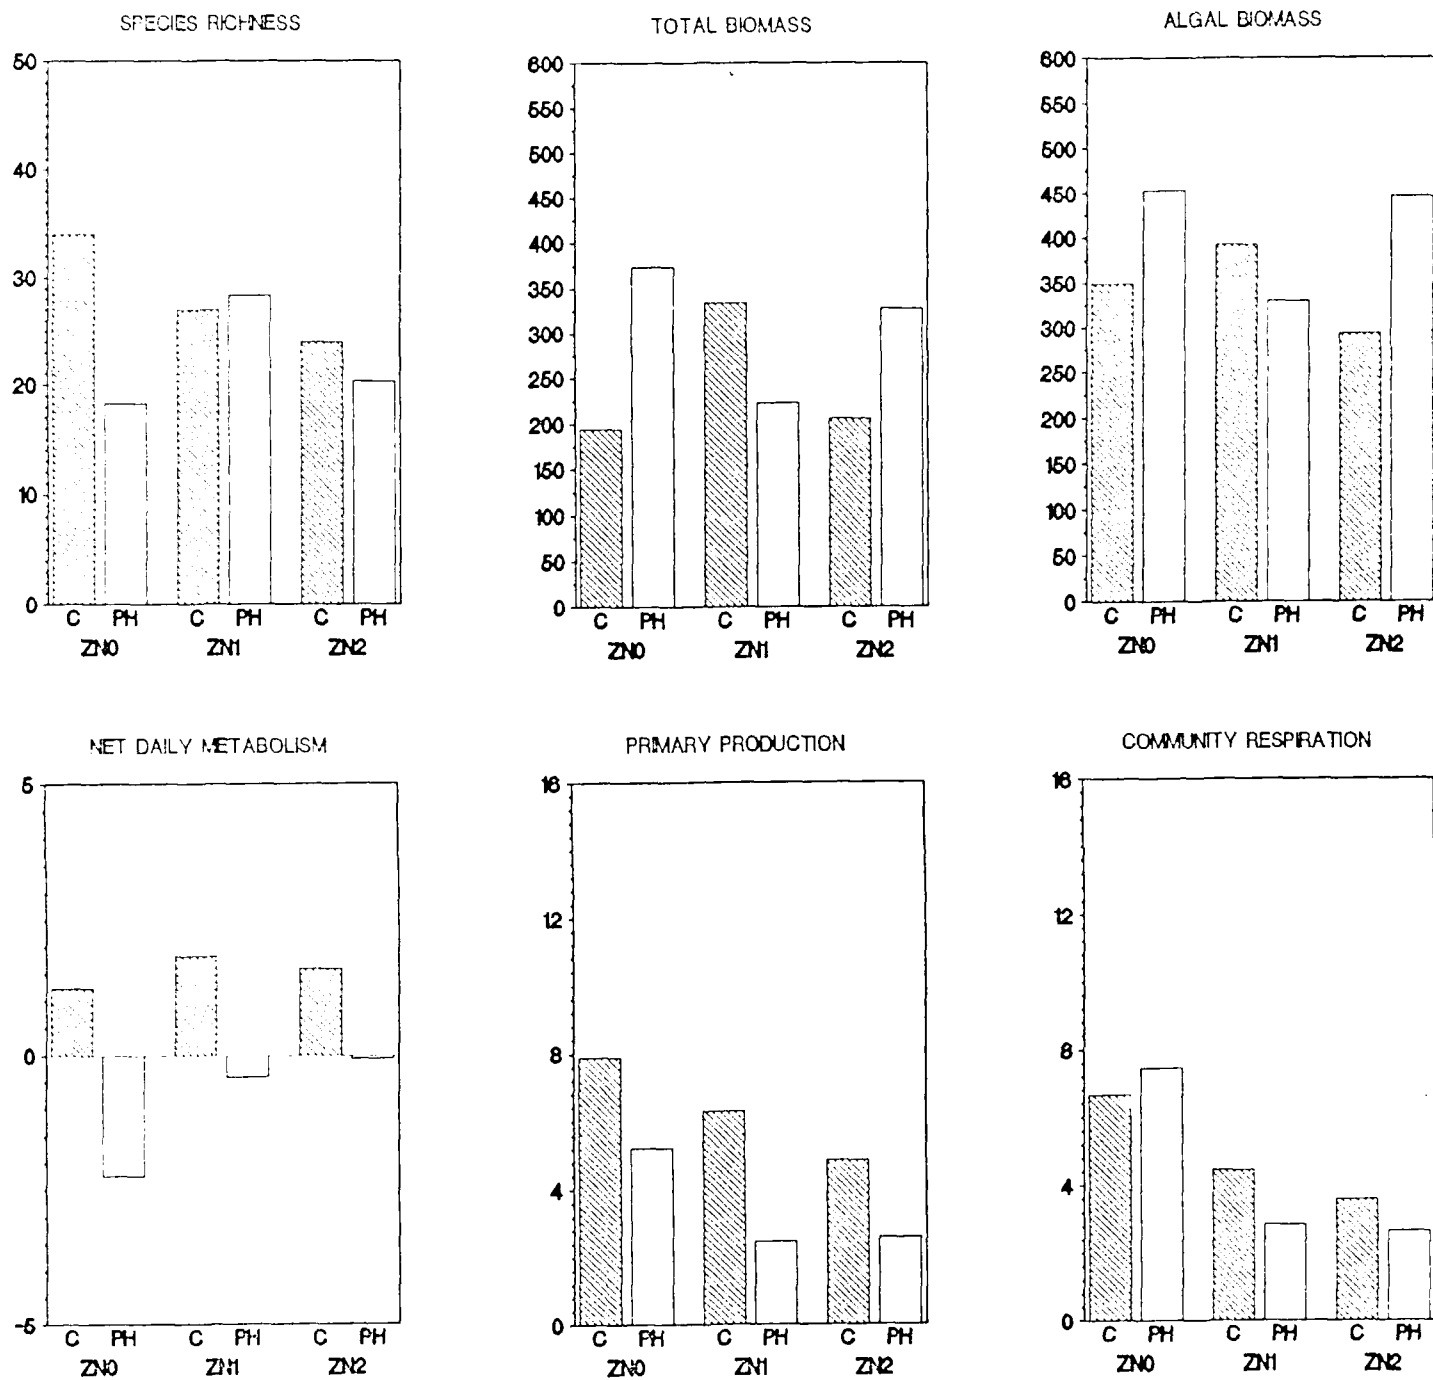 SPECIES RICHNESS
50
40
30
20
10
0
C PH C PH C PH
ZN0 ZN1 ZN2
TOTAL BIOMASS
600
550
500
450
400
350
300
250
200
150
100
50
0
C PH C PH C PH
ZN0 ZN1 ZN2
ALGAL BIOMASS
600
550
500
450
400
350
300
250
200
150
100
50
0
C PH C PH C PH
ZN0 ZN1 ZN2
NET DAILY METABOLISM
5
0
-5
C PH C PH C PH
ZN0 ZN1 ZN2
PRIMARY PRODUCTION
16
12
8
4
0
C PH C PH C PH
ZN0 ZN1 ZN2
COMMUNITY RESPIRATION
16
12
8
4
0
C PH C PH C PH
ZN0 ZN1 ZN2